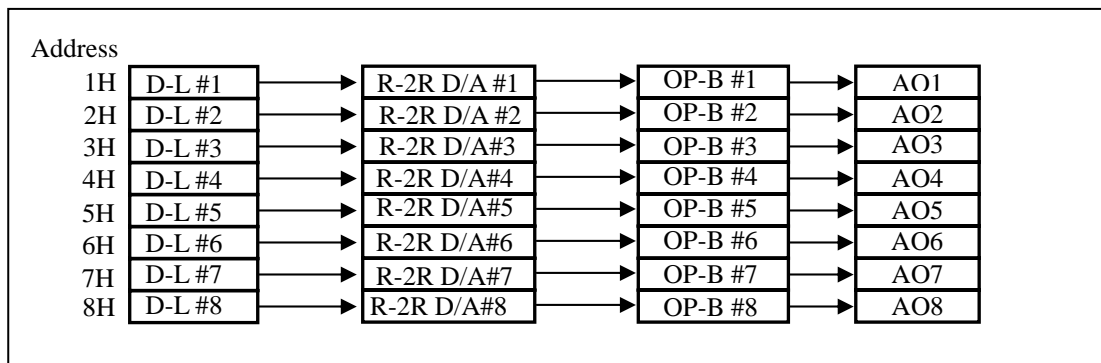 Address
1H D-L #1 R-2R D/A #1 OP-B #1 AO1
2H D-L #2 R-2R D/A #2 OP-B #2 AO2
3H D-L #3 R-2R D/A#3 OP-B #3 AO3
4H D-L #4 R-2R D/A#4 OP-B #4 AO4
5H D-L #5 R-2R D/A#5 OP-B #5 AO5
6H D-L #6 R-2R D/A#6 OP-B #6 AO6
7H D-L #7 R-2R D/A#7 OP-B #7 AO7
8H D-L #8 R-2R D/A#8 OP-B #8 AO8